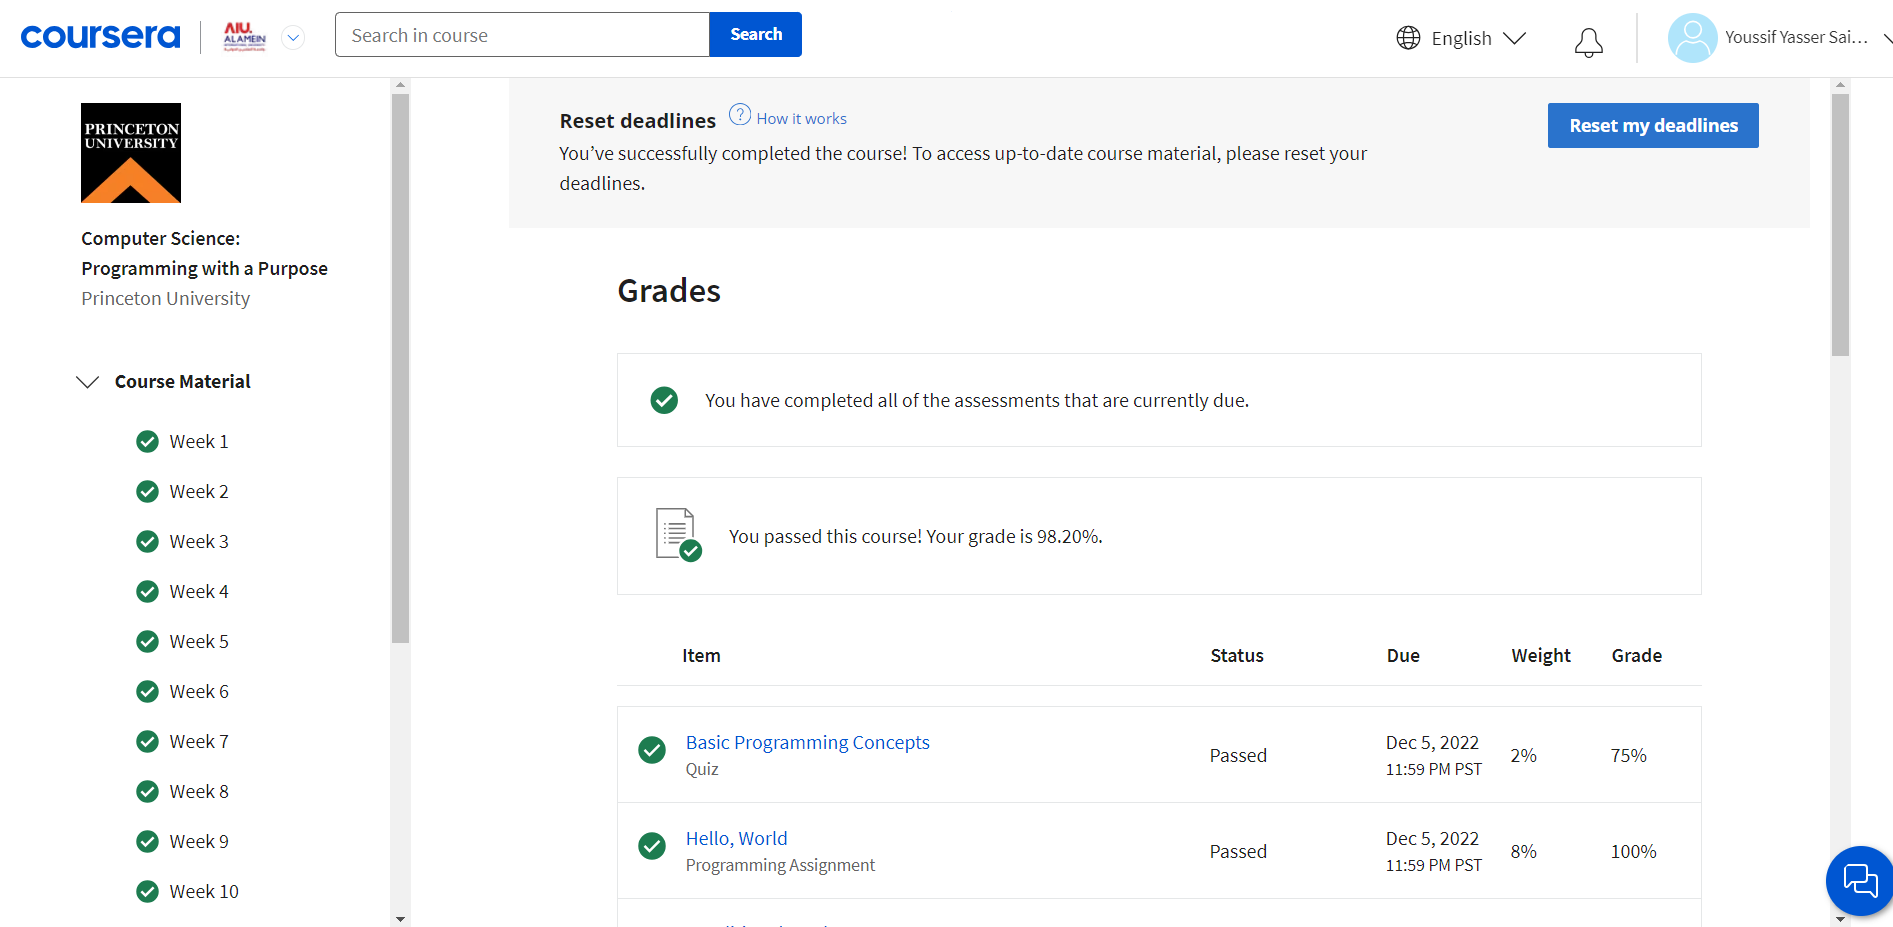 coursera
AIU.
ALAMEIN
INTERNATIONAL UNIVERSITY
Search in course
Search
English
Youssif Yasser Sai...
PRINCETON
UNIVERSITY
Computer Science:
Programming with a Purpose
Princeton University
Course Material
Week 1
Week 2
Week 3
Week 4
Week 5
Week 6
Week 7
Week 8
Week 9
Week 10
Reset deadlines
? How it works
You've successfully completed the course! To access up-to-date course material, please reset your
deadlines.
Reset my deadlines
Grades
You have completed all of the assessments that are currently due.
You passed this course! Your grade is 98.20%.
Item Status Due Weight Grade
Basic Programming Concepts
Quiz
Passed
Dec 5, 2022
11:59 PM PST
2%
75%
Hello, World
Programming Assignment
Passed
Dec 5, 2022
11:59 PM PST
8%
100%